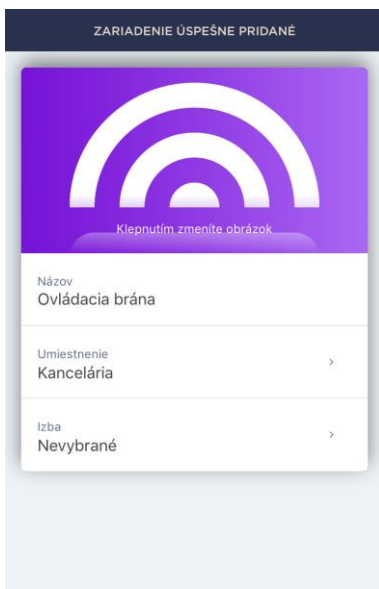 ZARIADENIE ÚSPEŠNE PRIDANÉ
Klepnutím zmeníte obrázok
Názov
Ovládacia brána
Umiestnenie
Kancelária
Izba
Nevybrané